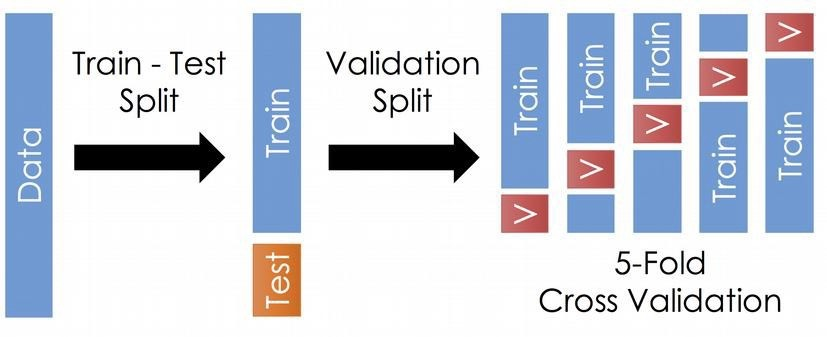 Data
Train - Test
Split
Train
Test
Validation
Split
Train
V
Train
V
Train
V
V
Train
V
Train
5-Fold
Cross Validation